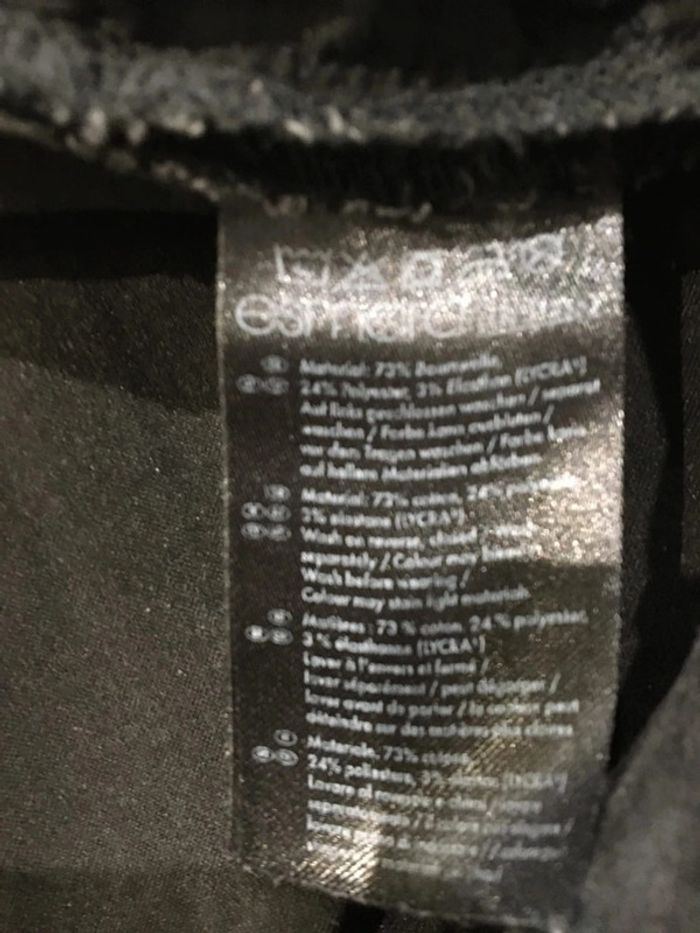 esmara
Material: 73% Baumwolle,
24% Polyester, 3% Elasthan (LYCRA®)
Auf links geschlossen waschen / separat
waschen / Farbe kann ausbluten /
vor dem Tragen waschen / Farbe kann
auf hellen Materialien abfärben
Material: 73% cotton, 24% polyester,
3% elastane (LYCRA®)
Wash on reverse, closed /
separately / Colour may bleed
Wash before wearing /
Colour may stain light materials
Matières : 73 % coton, 24 % polyester,
3 % élasthanne (LYCRA®)
Laver à l'envers et fermé /
laver séparément / peut dégorger /
laver avant de porter / la couleur peut
déteindre sur des matières plus claires
Materiale: 73% cotone,
24% poliestere, 3% (LYCRA®)
Lavare al